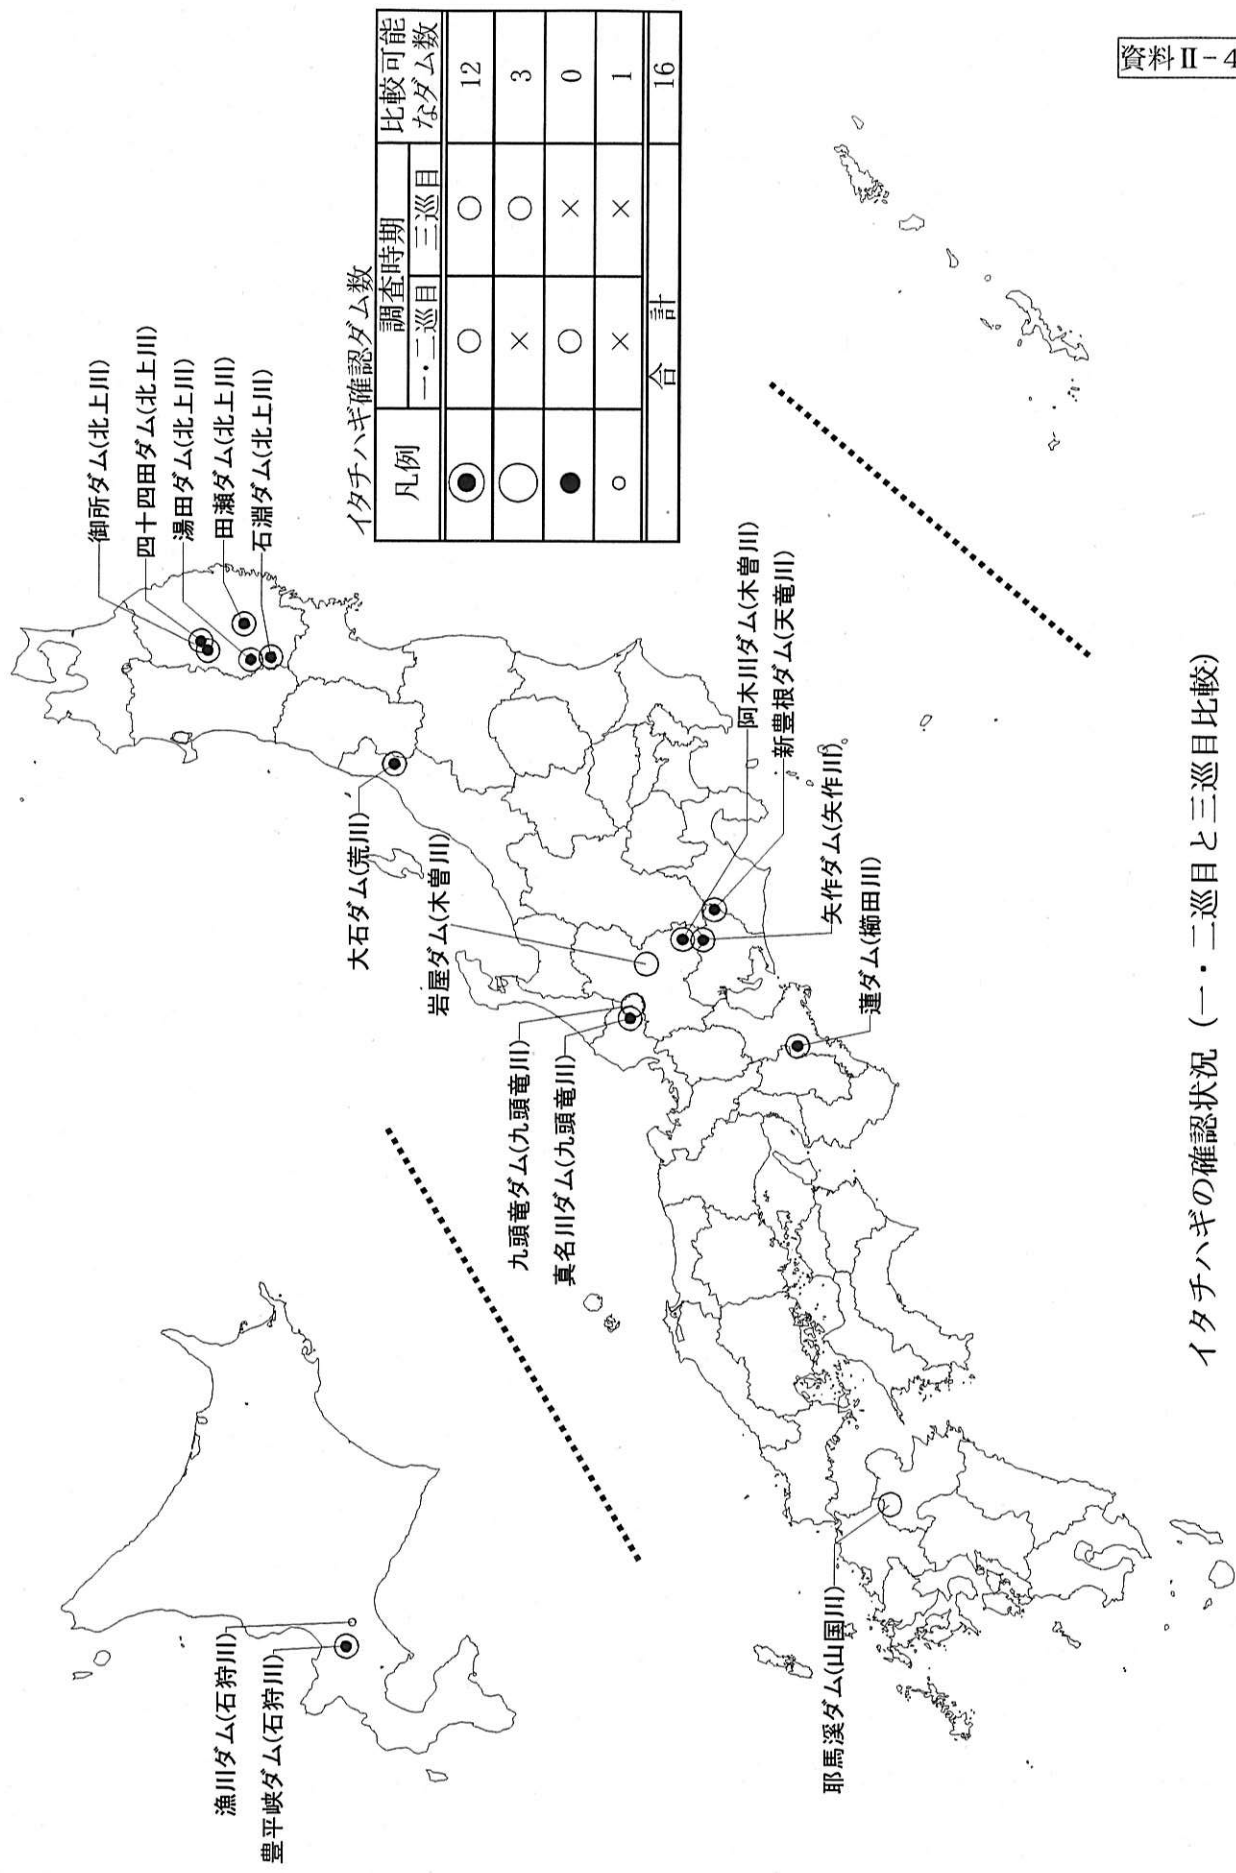 資料Ⅱ-4
イタチハギ確認ダム数
凡例 調査時期 比較可能なダム数
一・二巡目 三巡目
◉ ○ ○ 12
○ × ○ 3
● ○ × 0
○ × × 1
合計 16
御所ダム(北上川)
四十四田ダム(北上川)
湯田ダム(北上川)
田瀬ダム(北上川)
石淵ダム(北上川)
大石ダム(荒川)
岩屋ダム(木曽川)
九頭竜ダム(九頭竜川)
真名川ダム(九頭竜川)
阿木川ダム(木曽川)
新豊根ダム(天竜川)
矢作ダム(矢作川)
蓮ダム(櫛田川)
漁川ダム(石狩川)
豊平峡ダム(石狩川)
耶馬溪ダム(山国川)
イタチハギの確認状況（一・二巡目と三巡目比較）